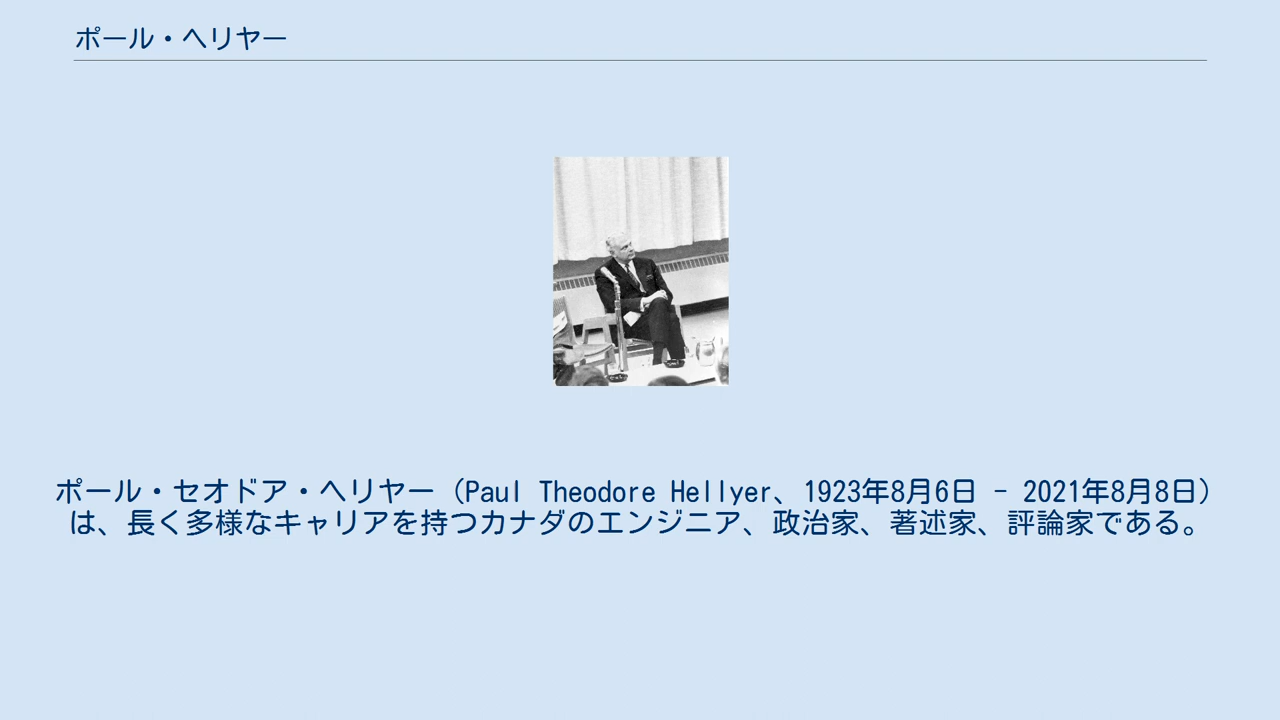 ポール・ヘリヤー
ポール・セオドア・ヘリヤー（Paul Theodore Hellyer、1923年8月6日 - 2021年8月8日）
は、長く多様なキャリアを持つカナダのエンジニア、政治家、著述家、評論家である。